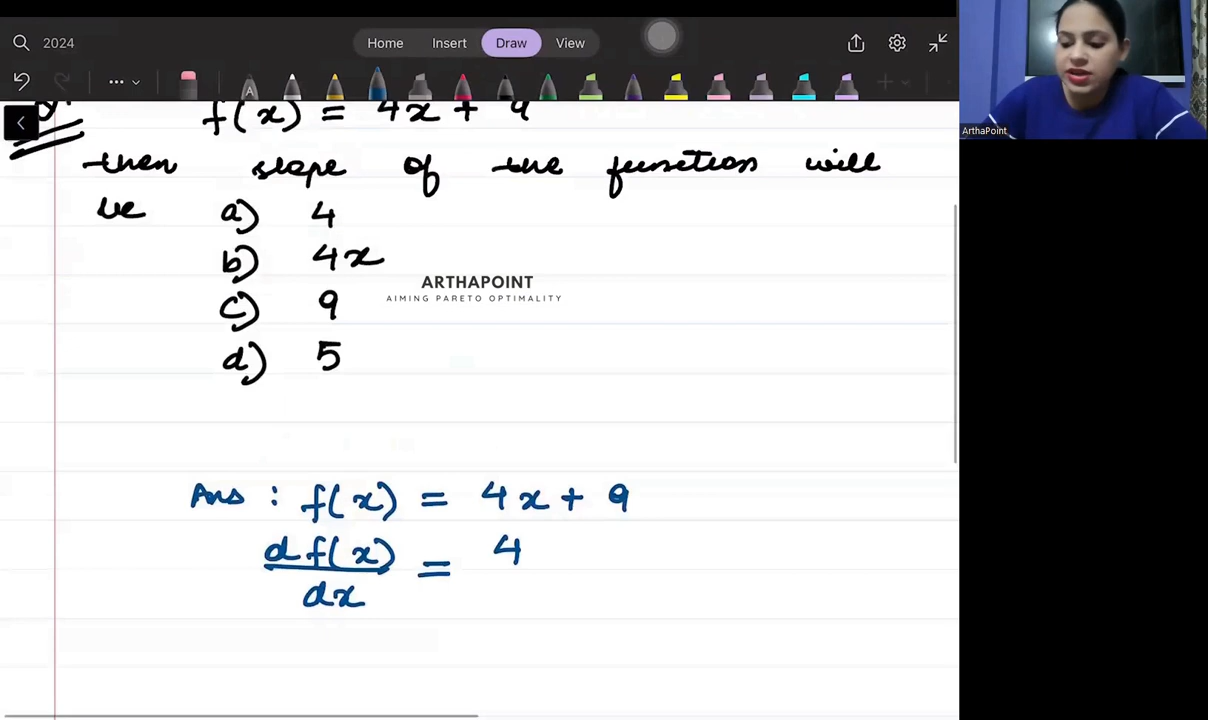 2024
Home Insert Draw View
f(x) = 4x + 9
then slope of the function will
be a) 4
b) 4x
c) 9
d) 5
ARTHAPOINT
AIMING PARETO OPTIMALITY
Ans : f(x) = 4x + 9
d f(x)
dx
= 4
ArthaPoint